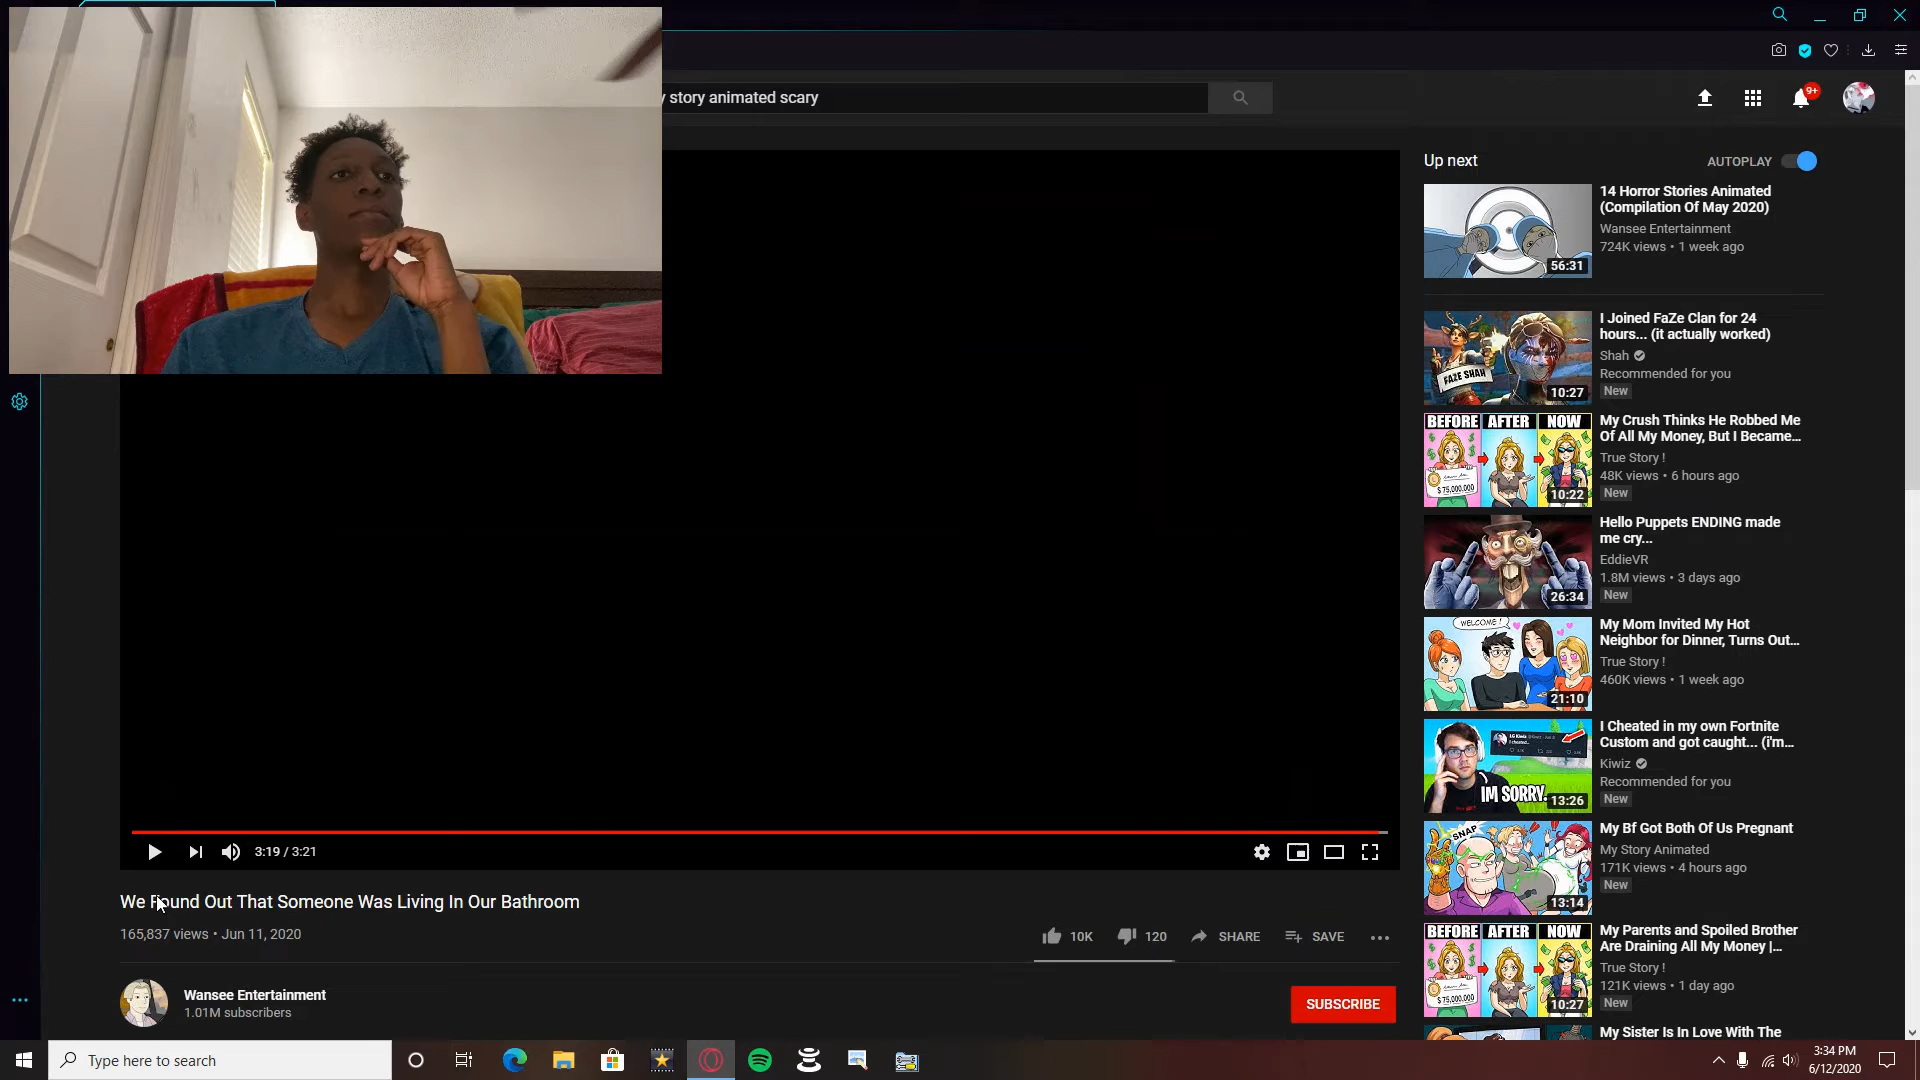 y story animated scary
9+
Up next
AUTOPLAY
14 Horror Stories Animated
(Compilation Of May 2020)
Wansee Entertainment
724K views • 1 week ago
56:31
I Joined FaZe Clan for 24
hours... (it actually worked)
Shah
Recommended for you
New
FAZE SHAH
10:27
My Crush Thinks He Robbed Me
Of All My Money, But I Became...
True Story !
48K views • 6 hours ago
New
BEFORE AFTER NOW
$ 75,000,000
10:22
Hello Puppets ENDING made
me cry...
EddieVR
1.8M views • 3 days ago
New
26:34
My Mom Invited My Hot
Neighbor for Dinner, Turns Out...
True Story !
460K views • 1 week ago
WELCOME!
21:10
I Cheated in my own Fortnite
Custom and got caught... (i'm...
Kiwiz
Recommended for you
New
IM SORRY.
13:26
My Bf Got Both Of Us Pregnant
My Story Animated
171K views • 4 hours ago
New
SNAP
13:14
My Parents and Spoiled Brother
Are Draining All My Money |...
True Story !
121K views • 1 day ago
New
BEFORE AFTER NOW
$ 75,000,000
10:27
My Sister Is In Love With The
3:19 / 3:21
We Found Out That Someone Was Living In Our Bathroom
165,837 views • Jun 11, 2020
10K
120
SHARE
SAVE
Wansee Entertainment
1.01M subscribers
SUBSCRIBE
Type here to search
3:34 PM
6/12/2020